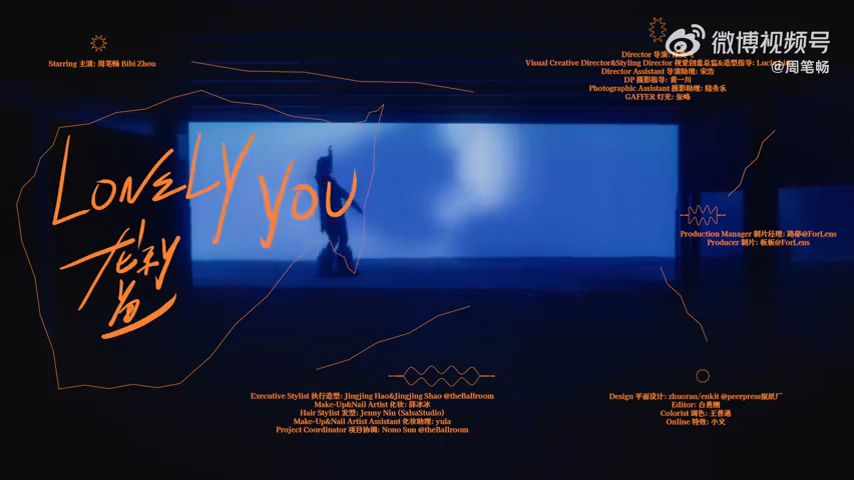 微博视频号
@周笔畅
Starring 主演: 周笔畅 Bibi Zhou
Director 导演:
Visual Creative Director&Styling Director 视觉创意总监&造型指导:
Director Assistant 导演助理: 宋浩
DP 摄影指导: 黄一川
Photographic Assistant 摄影助理: 陆务乐
GAFFER 灯光: 张峰
LONELY YOU
Production Manager 制片经理: 路郁@ForLens
Producer 制片: 板板@ForLens
Executive Stylist 执行造型: Jingjing Hao&Jingjing Shao @theBallroom
Make-Up&Nail Artist 化妆: 薛冰冰
Hair Stylist 发型: Jenny Niu (SalsaStudio)
Make-Up&Nail Artist Assistant 化妆助理: yula
Project Coordinator 项目协调: Nono Sun @theBallroom
Design 平面设计: zhuoran/enkit @peerpress报纸厂
Editor: 白勇刚
Colorist 调色: 王普通
Online 特效: 小文